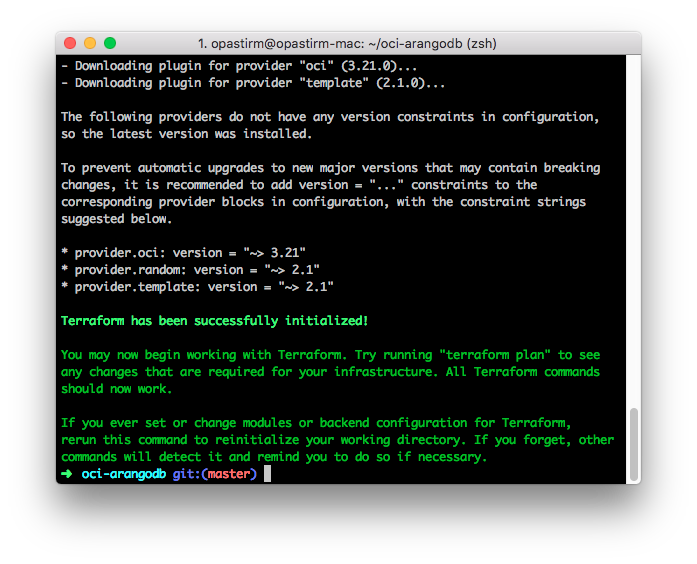 1. opastirm@opastirm-mac: ~/oci-arangodb (zsh)
- Downloading plugin for provider "oci" (3.21.0)...
- Downloading plugin for provider "template" (2.1.0)...
The following providers do not have any version constraints in configuration,
so the latest version was installed.
To prevent automatic upgrades to new major versions that may contain breaking
changes, it is recommended to add version = "..." constraints to the
corresponding provider blocks in configuration, with the constraint strings
suggested below.
* provider.oci: version = "~> 3.21"
* provider.random: version = "~> 2.1"
* provider.template: version = "~> 2.1"
Terraform has been successfully initialized!
You may now begin working with Terraform. Try running "terraform plan" to see
any changes that are required for your infrastructure. All Terraform commands
should now work.
If you ever set or change modules or backend configuration for Terraform,
rerun this command to reinitialize your working directory. If you forget, other
commands will detect it and remind you to do so if necessary.
➜ oci-arangodb git:(master)